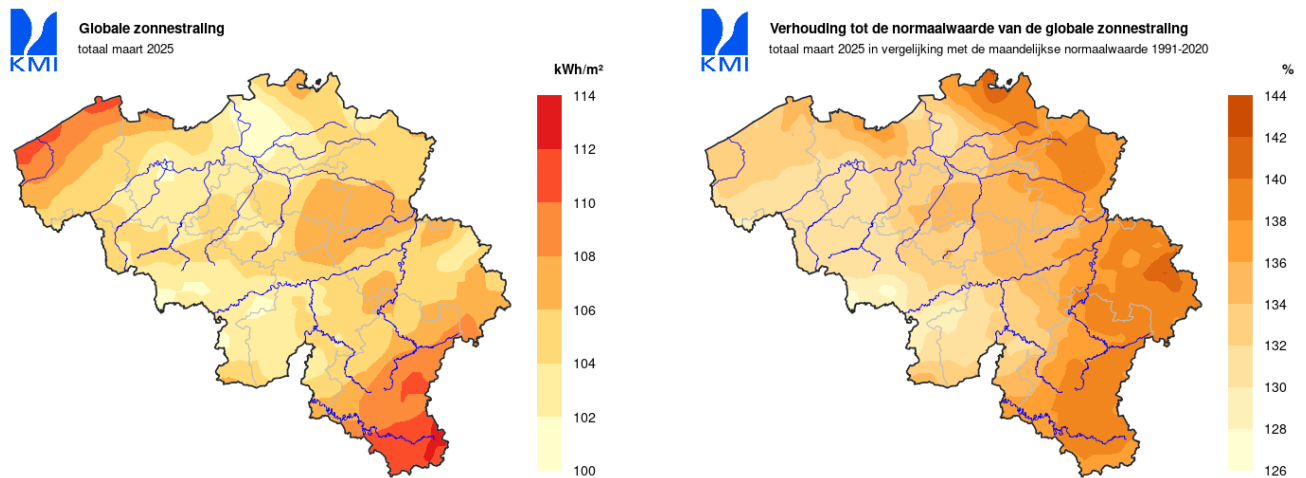 KMI
Globale zonnestraling
totaal maart 2025
kWh/m²
114
112
110
108
106
104
102
100
KMI
Verhouding tot de normaalwaarde van de globale zonnestraling
totaal maart 2025 in vergelijking met de maandelijkse normaalwaarde 1991-2020
%
144
142
140
138
136
134
132
130
128
126